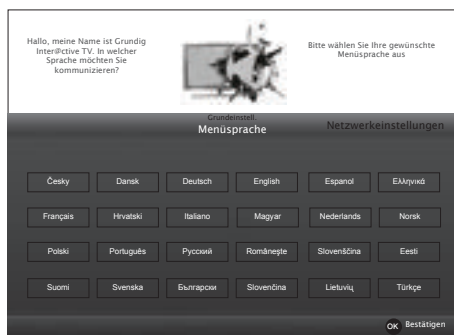 Hallo, meine Name ist Grundig
Inter@ctive TV. In welcher
Sprache möchten Sie
kommunizieren?
Bitte wählen Sie Ihre gewünschte
Menüsprache aus
Grundeinstell.
Menüsprache
Netzwerkeinstellungen
Česky Dansk Deutsch English Espanol Ελληνικά
Français Hrvatski Italiano Magyar Nederlands Norsk
Polski Português Русский Româneşte Slovenščina Eesti
Suomi Svenska Български Slovenčina Lietuvių Türkçe
OK Bestätigen